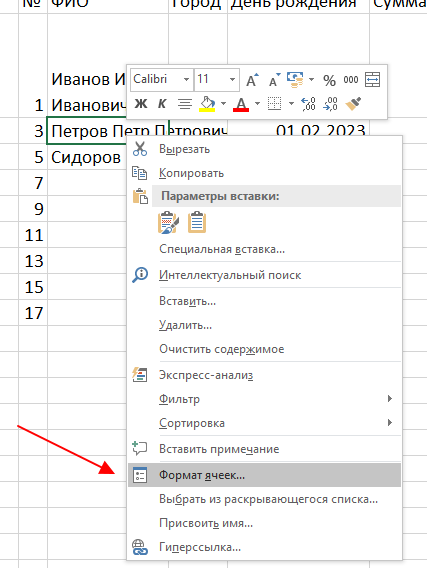 № ФИО Город День рождения Сумма
Иванов И
1 Иванович
3 Петров Петр Петрович 01.02.2023
5 Сидоров
7
9
11
13
15
17
Calibri 11 A A % 000
Ж К A ,00 ,0
Вырезать
Копировать
Параметры вставки:
Специальная вставка...
Интеллектуальный поиск
Вставить...
Удалить...
Очистить содержимое
Экспресс-анализ
Фильтр
Сортировка
Вставить примечание
Формат ячеек...
Выбрать из раскрывающегося списка...
Присвоить имя...
Гиперссылка...